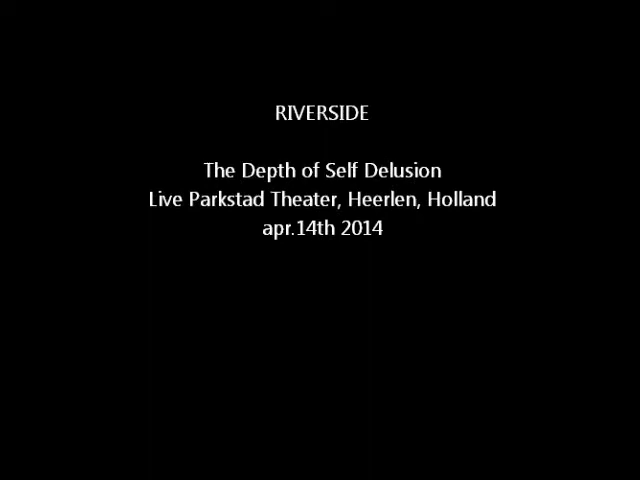 RIVERSIDE
The Depth of Self Delusion
Live Parkstad Theater, Heerlen, Holland
apr.14th 2014